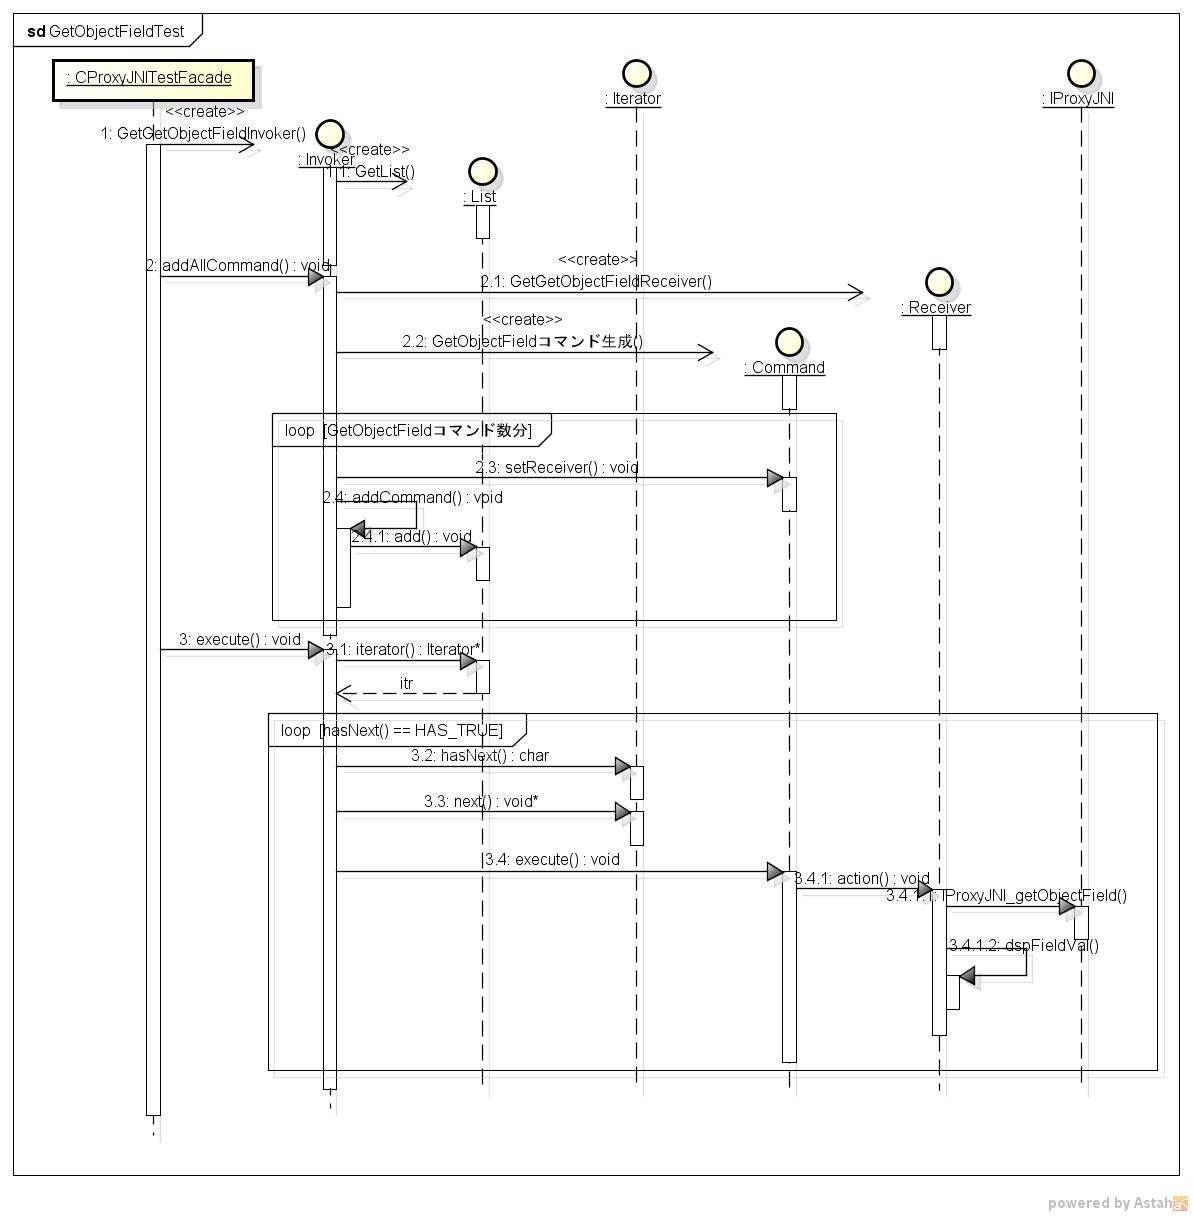 sd GetObjectFieldTest
: CProxyJNITestFacade
: Iterator
: IProxyJNI
<<create>>
1: GetGetObjectFieldInvoker()
: Invoker
<<create>>
1.1: GetList()
: List
2: addAllCommand() : void
<<create>>
2.1: GetGetObjectFieldReceiver()
: Receiver
<<create>>
2.2: GetObjectFieldコマンド生成()
: Command
loop [GetObjectFieldコマンド数分]
2.3: setReceiver() : void
2.4: addCommand() : void
2.4.1: add() : void
3: execute() : void
3.1: iterator() : Iterator*
itr
loop [hasNext() == HAS_TRUE]
3.2: hasNext() : char
3.3: next() : void*
3.4: execute() : void
3.4.1: action() : void
3.4.1.1: IProxyJNI_getObjectField()
3.4.1.2: dspFieldVal()
powered by Astah